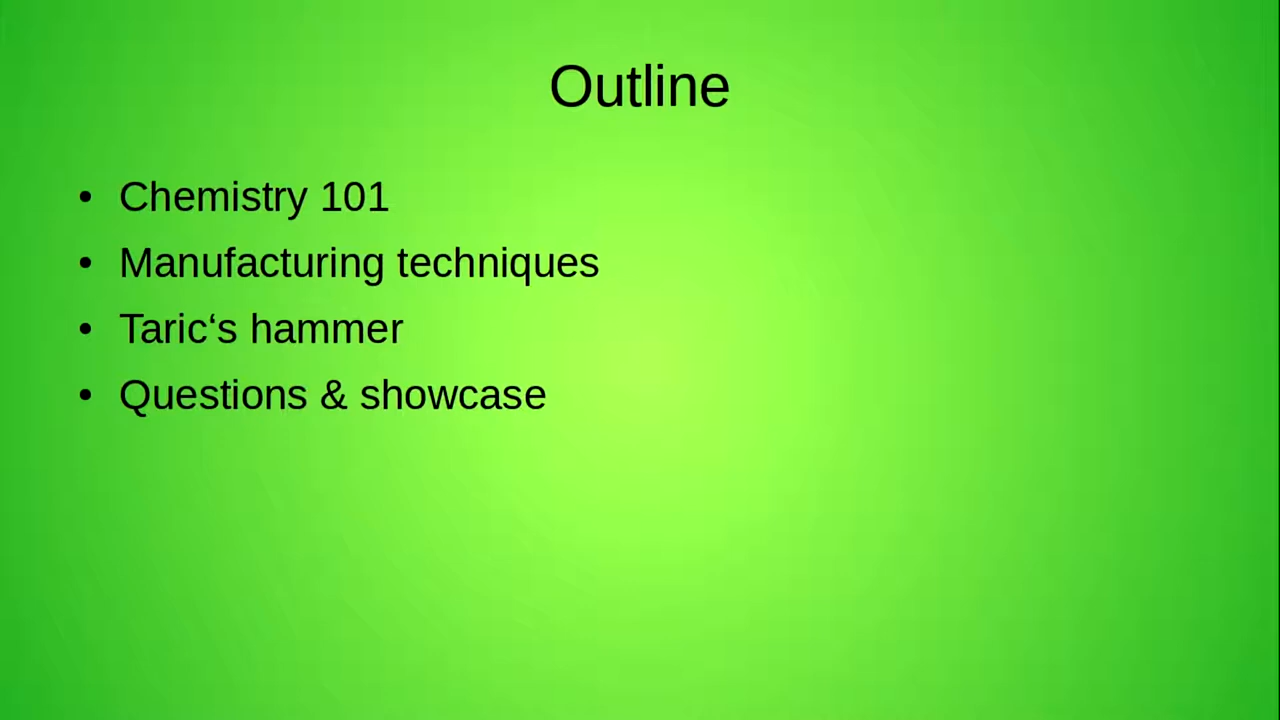 Outline
• Chemistry 101
• Manufacturing techniques
• Taric‘s hammer
• Questions & showcase